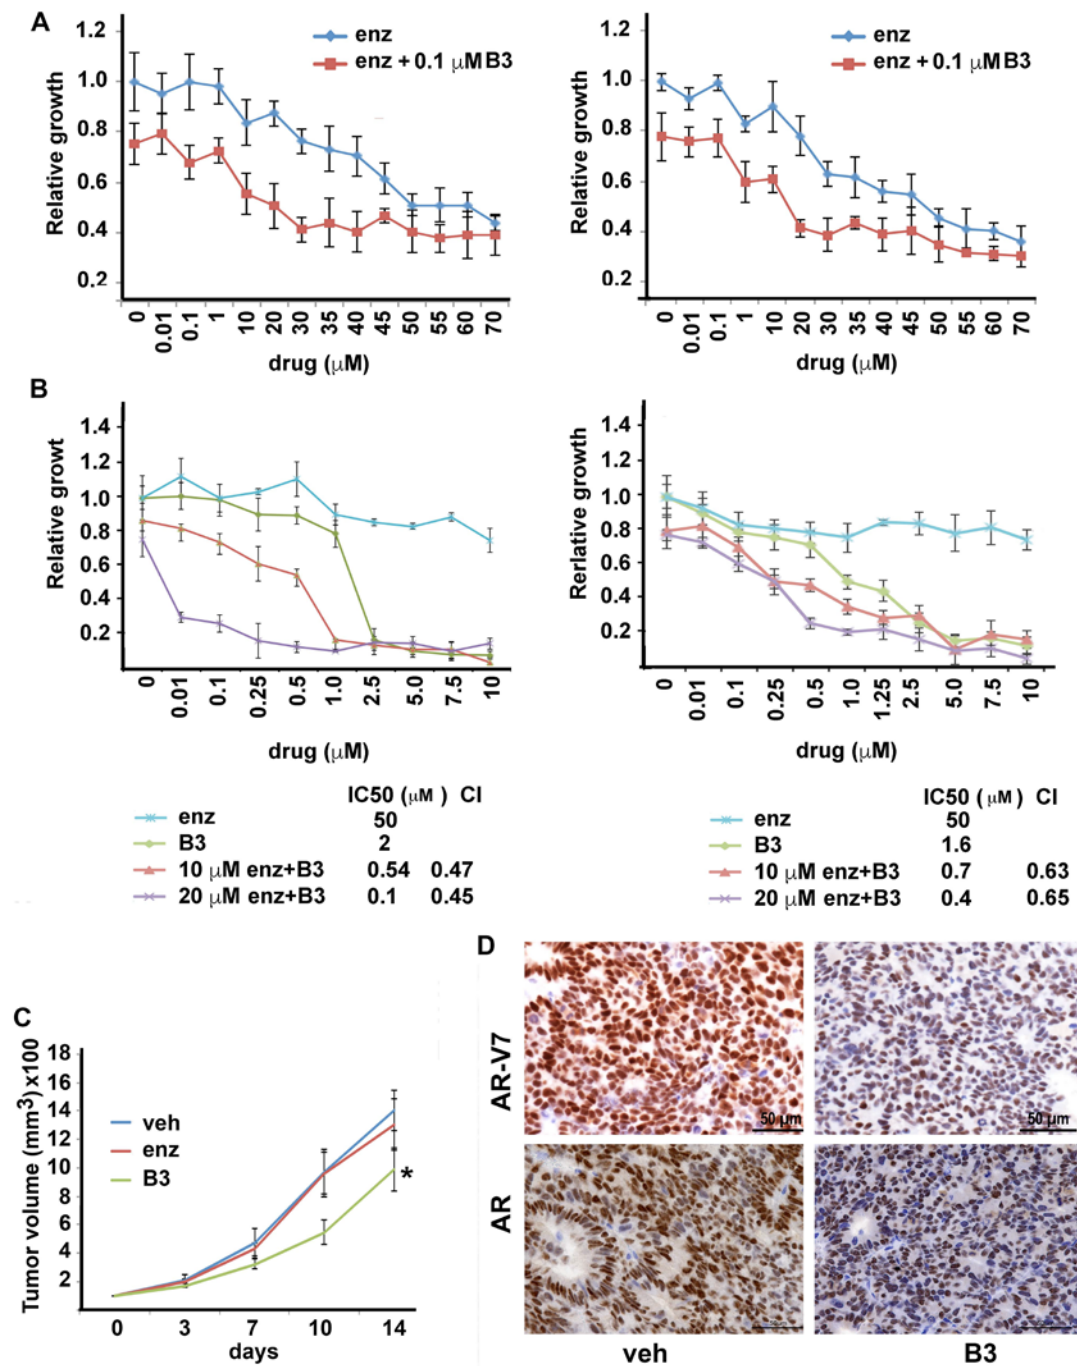 A
1.2
1.0
0.8
0.6
0.4
0.2
Relative growth
enz
enz + 0.1 μM B3
0 0.01 0.1 1 10 20 30 35 40 45 50 55 60 70
drug (μM)
1.2
1.0
0.8
0.6
0.4
0.2
Relative growth
enz
enz + 0.1 μM B3
0 0.01 0.1 1 10 20 30 35 40 45 50 55 60 70
drug (μM)
B
1.4
1.2
1.0
0.8
0.6
0.4
0.2
Relative growt
0 0.01 0.1 0.25 0.5 1.0 2.5 5.0 7.5 10
drug (μM)
IC50 (μM) CI
enz 50
B3 2
10 μM enz+B3 0.54 0.47
20 μM enz+B3 0.1 0.45
1.4
1.2
1.0
0.8
0.6
0.4
0.2
Rerlative growth
0 0.01 0.1 0.25 0.5 1.0 1.25 2.5 5.0 7.5 10
drug (μM)
IC50 (μM) CI
enz 50
B3 1.6
10 μM enz+B3 0.7 0.63
20 μM enz+B3 0.4 0.65
C
18
16
14
12
10
8
6
4
2
Tumor volume (mm³) x100
veh
enz
B3
*
0 3 7 10 14
days
D
AR-V7
50 μm
50 μm
AR
veh
B3